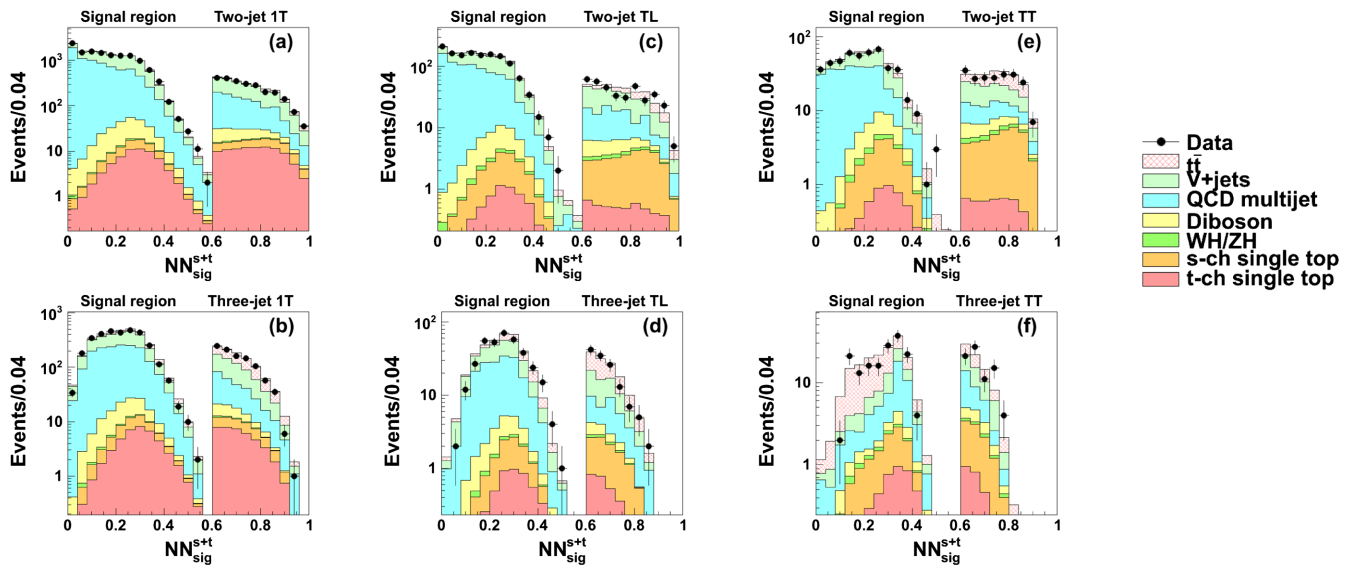 Signal region Two-jet 1T
(a)
Events/0.04
10³
10²
10
1
0 0.2 0.4 0.6 0.8 1
NN^{s+t}_{sig}
Signal region Two-jet TL
(c)
Events/0.04
10²
10
1
0 0.2 0.4 0.6 0.8 1
NN^{s+t}_{sig}
Signal region Two-jet TT
(e)
Events/0.04
10²
10
1
0 0.2 0.4 0.6 0.8 1
NN^{s+t}_{sig}
Data
tt̄
V+jets
QCD multijet
Diboson
WH/ZH
s-ch single top
t-ch single top
Signal region Three-jet 1T
(b)
Events/0.04
10³
10²
10
1
0 0.2 0.4 0.6 0.8 1
NN^{s+t}_{sig}
Signal region Three-jet TL
(d)
Events/0.04
10²
10
1
0 0.2 0.4 0.6 0.8 1
NN^{s+t}_{sig}
Signal region Three-jet TT
(f)
Events/0.04
10
1
0 0.2 0.4 0.6 0.8 1
NN^{s+t}_{sig}